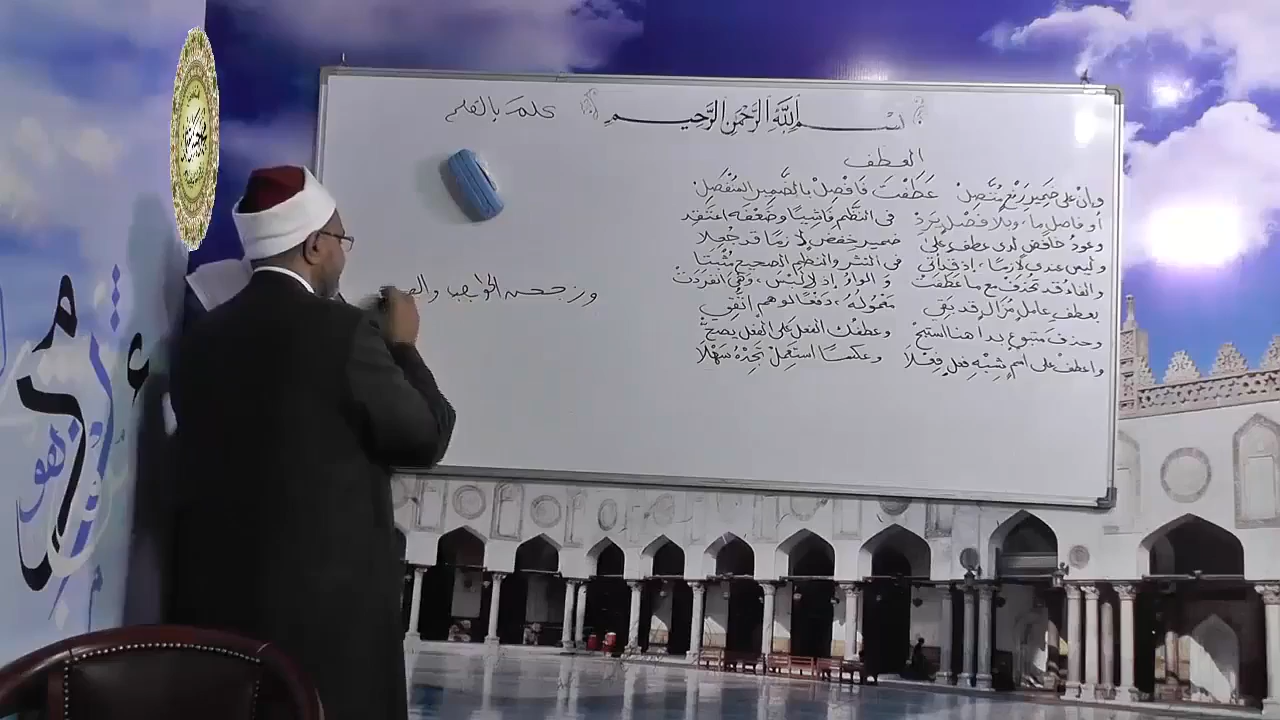 بسم الله الرحمن الرحيم
علم بالقلم
العطف
وإن على ضمير رفع متصل عطفت فافصل بالضمير المنفصل
أو فاصل ما، وبلا فصل يرد في النظم فاشيا وضعفه اعتقد
وعود خافض لدى عطف على ضمير خفض لازما قد جعلا
وليس عندي لازما، إذ قد أتى في النثر والنظم الصحيح مثبتا
والفاء قد تحذف مع ما عطفت والواو إذ لا لبس، وهي انفردت
بعطف عامل مزال قد بقي معموله، دفعا لوهم اتقي
وحذف متبوع بدا هنا استبح وعطفك الفعل على الفعل يصح
واعطف على اسم شبه فعل فعلا وعكسا استعمل تجده سهلا
وزججن الحواجب